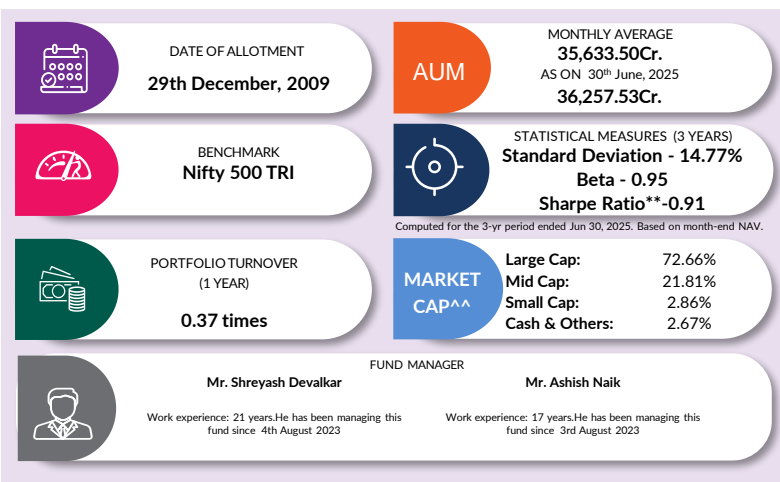 DATE OF ALLOTMENT
29th December, 2009
AUM
MONTHLY AVERAGE
35,633.50Cr.
AS ON 30th June, 2025
36,257.53Cr.
BENCHMARK
Nifty 500 TRI
STATISTICAL MEASURES (3 YEARS)
Standard Deviation - 14.77%
Beta - 0.95
Sharpe Ratio**-0.91
Computed for the 3-yr period ended Jun 30, 2025. Based on month-end NAV.
PORTFOLIO TURNOVER
(1 YEAR)
0.37 times
MARKET
CAP^^
Large Cap: 72.66%
Mid Cap: 21.81%
Small Cap: 2.86%
Cash & Others: 2.67%
FUND MANAGER
Mr. Shreyash Devalkar
Work experience: 21 years.He has been managing this
fund since 4th August 2023
Mr. Ashish Naik
Work experience: 17 years.He has been managing this
fund since 3rd August 2023